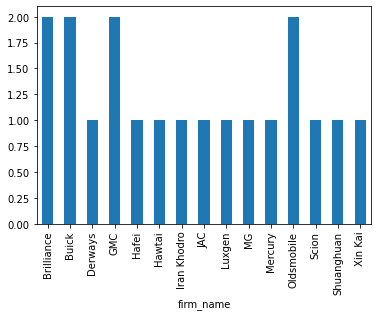 2.00
1.75
1.50
1.25
1.00
0.75
0.50
0.25
0.00
Brilliance
Buick
Derways
GMC
Hafei
Hawtai
Iran Khodro
JAC
Luxgen
MG
Mercury
Oldsmobile
Scion
Shuanghuan
Xin Kai
firm_name